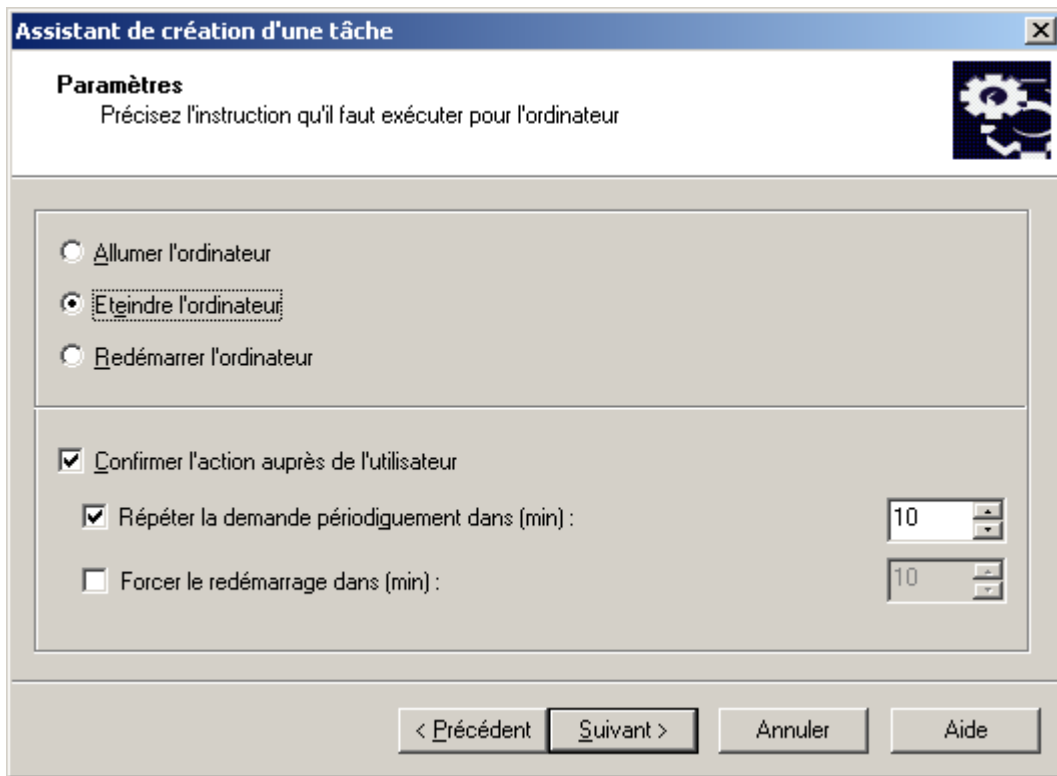 Assistant de création d'une tâche
Paramètres
Précisez l'instruction qu'il faut exécuter pour l'ordinateur
Allumer l'ordinateur
Eteindre l'ordinateur
Redémarrer l'ordinateur
Confirmer l'action auprès de l'utilisateur
Répéter la demande périodiguement dans (min) : 10
Forcer le redémarrage dans (min) : 10
< Précédent Suivant > Annuler Aide